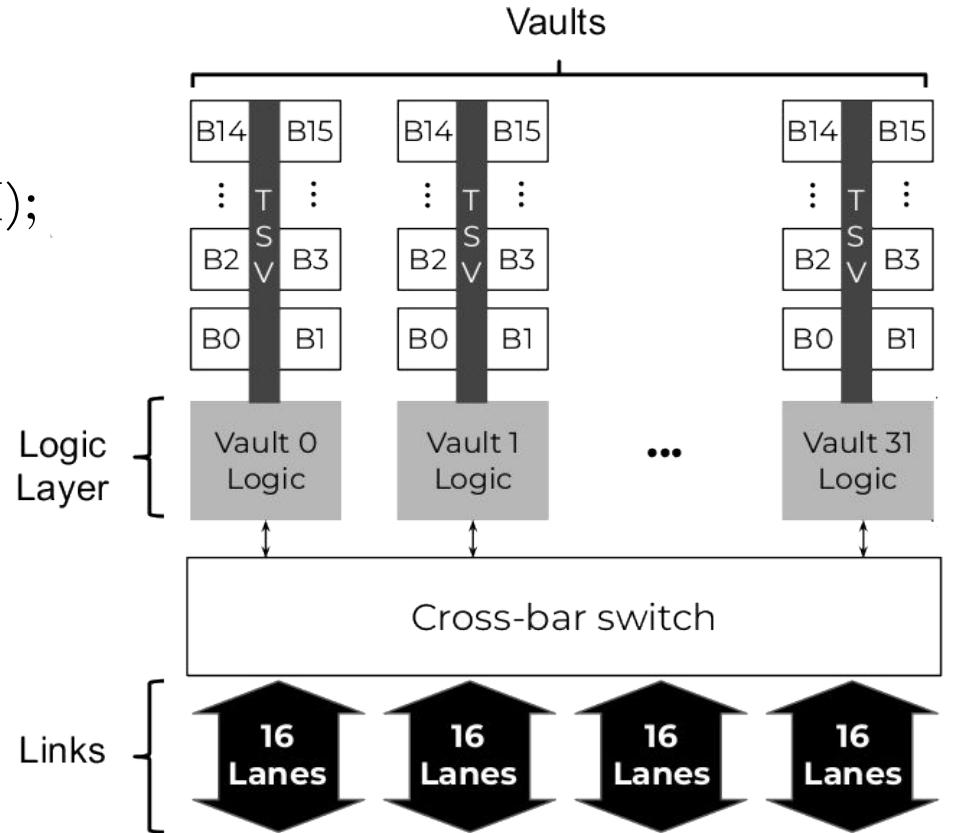 Vaults
B14 B15 B14 B15 B14 B15
⋮ ⋮ ⋮ ⋮ ⋮ ⋮
);
T T T
S S S
V V V
B2 B3 B2 B3 B2 B3
B0 B1 B0 B1 B0 B1
Logic
Layer
Vault 0
Logic
Vault 1
Logic
•••
Vault 31
Logic
Cross-bar switch
Links
16
Lanes
16
Lanes
16
Lanes
16
Lanes